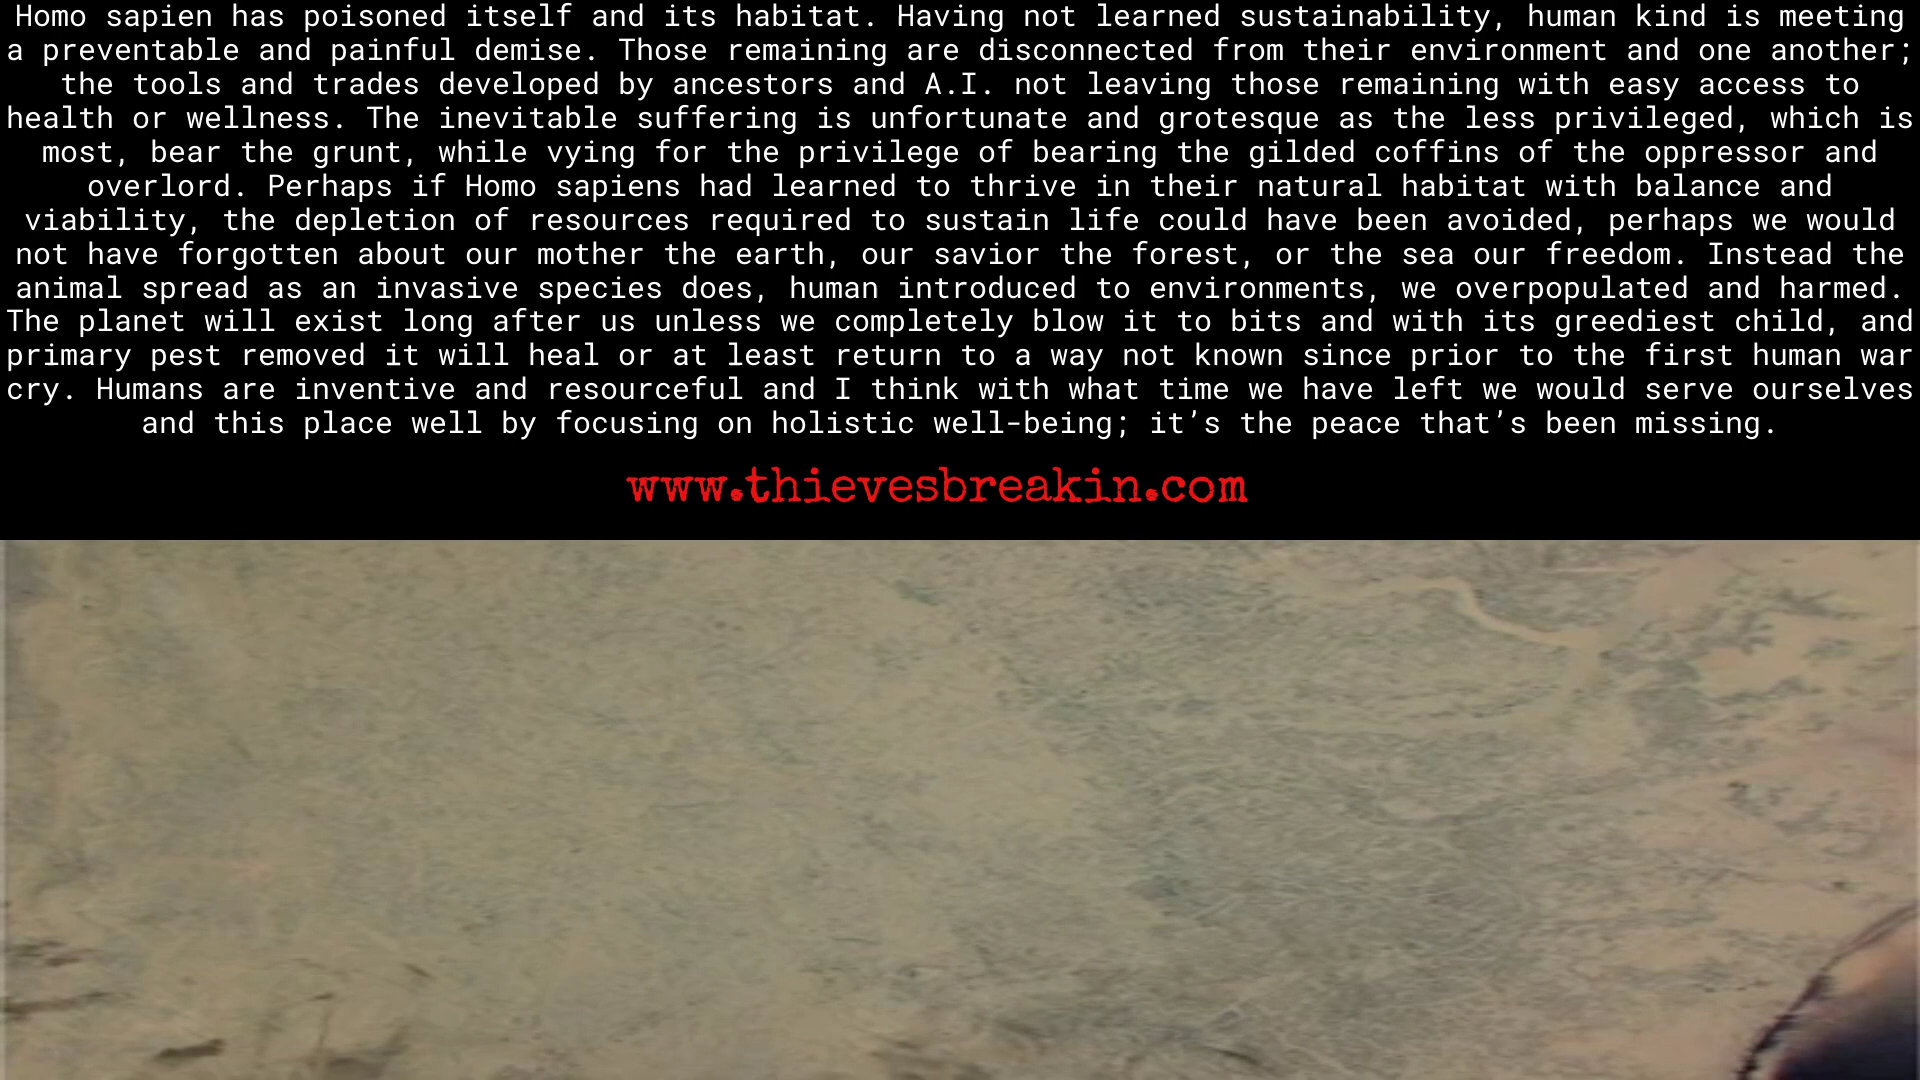 Homo sapien has poisoned itself and its habitat. Having not learned sustainability, human kind is meeting
a preventable and painful demise. Those remaining are disconnected from their environment and one another;
the tools and trades developed by ancestors and A.I. not leaving those remaining with easy access to
health or wellness. The inevitable suffering is unfortunate and grotesque as the less privileged, which is
most, bear the grunt, while vying for the privilege of bearing the gilded coffins of the oppressor and
overlord. Perhaps if Homo sapiens had learned to thrive in their natural habitat with balance and
viability, the depletion of resources required to sustain life could have been avoided, perhaps we would
not have forgotten about our mother the earth, our savior the forest, or the sea our freedom. Instead the
animal spread as an invasive species does, human introduced to environments, we overpopulated and harmed.
The planet will exist long after us unless we completely blow it to bits and with its greediest child, and
primary pest removed it will heal or at least return to a way not known since prior to the first human war
cry. Humans are inventive and resourceful and I think with what time we have left we would serve ourselves
and this place well by focusing on holistic well-being; it’s the peace that’s been missing.
www.thievesbreakin.com